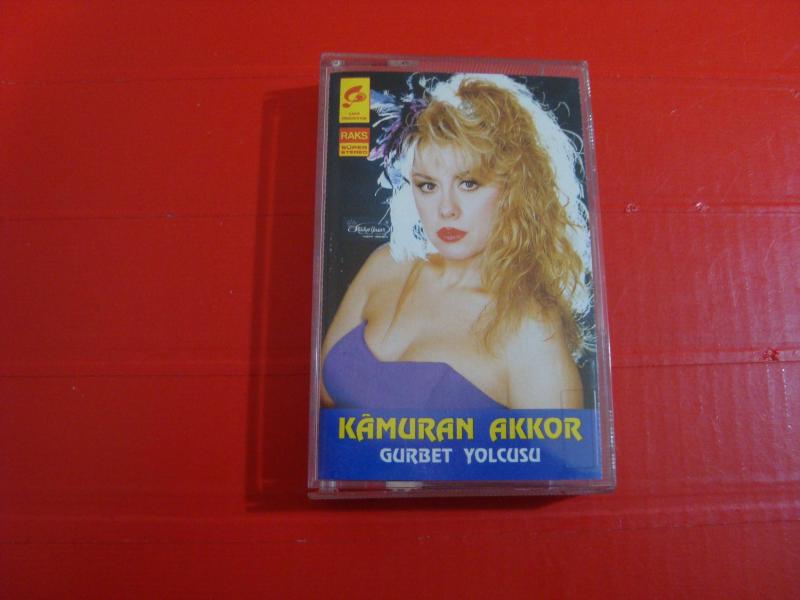 RAKS
SÜPER
STEREO
KÂMURAN AKKOR
GURBET YOLCUSU